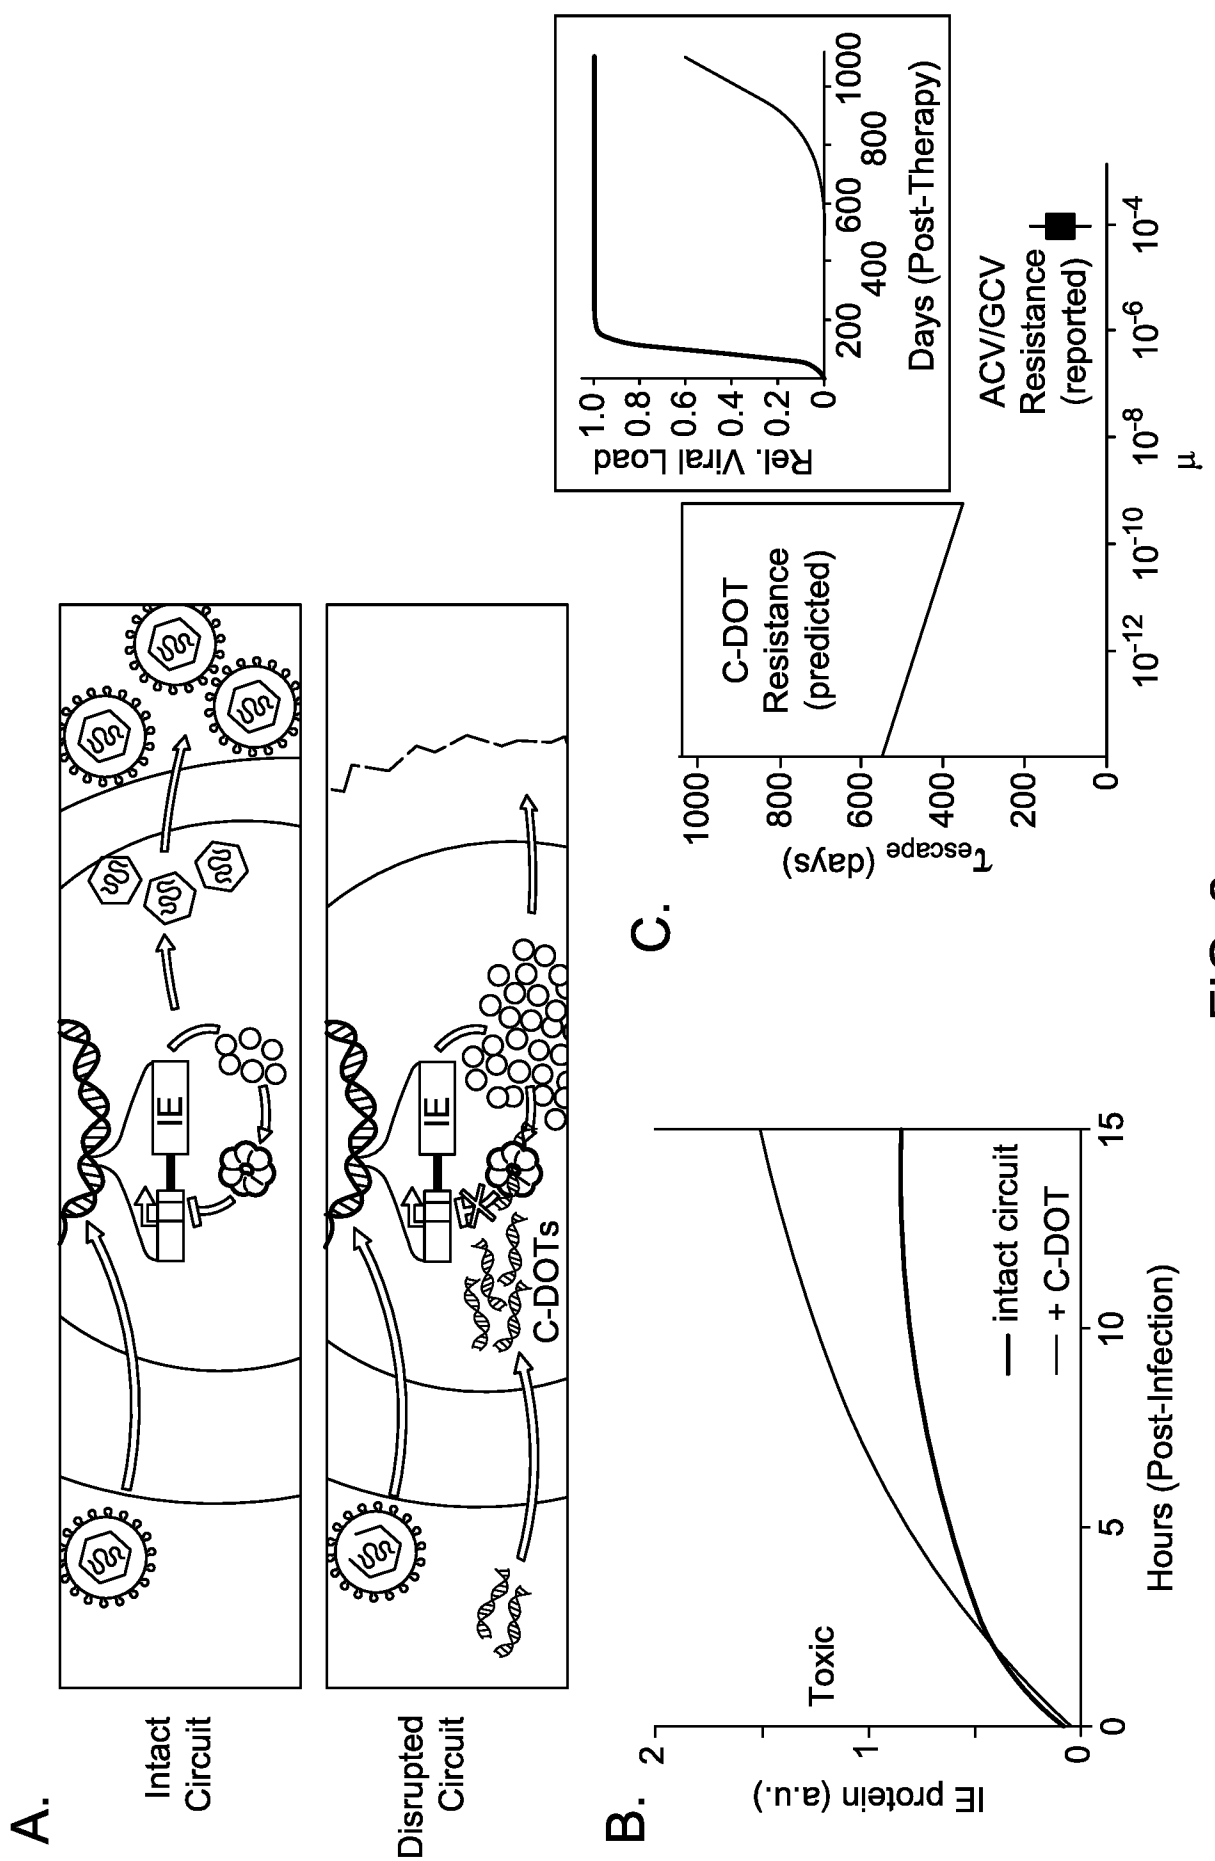 A.
Intact
Circuit
IE
Disrupted
Circuit
IE
C-DOTs
B.
IE protein (a.u.)
2
1
0
Toxic
intact circuit
+ C-DOT
0
5
10
15
Hours (Post-Infection)
C.
τescape (days)
1000
800
600
400
200
0
C-DOT
Resistance
(predicted)
ACV/GCV
Resistance
(reported)
10-12
10-10
10-8
10-6
10-4
μ
Rel. Viral Load
1.0
0.8
0.6
0.4
0.2
0
200
400
600
800
1000
Days (Post-Therapy)